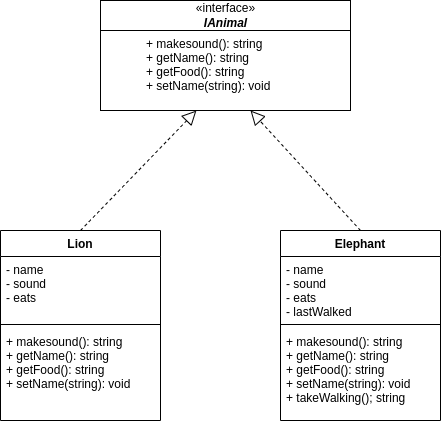 «interface»
IAnimal
+ makesound(): string
+ getName(): string
+ getFood(): string
+ setName(string): void
Lion
- name
- sound
- eats
+ makesound(): string
+ getName(): string
+ getFood(): string
+ setName(string): void
Elephant
- name
- sound
- eats
- lastWalked
+ makesound(): string
+ getName(): string
+ getFood(): string
+ setName(string): void
+ takeWalking(); string